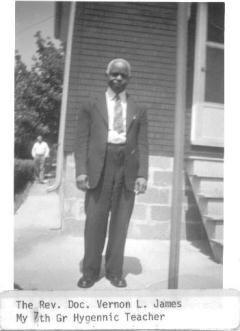 The Rev. Doc. Vernon L. James
My 7th Gr Hygennic Teacher